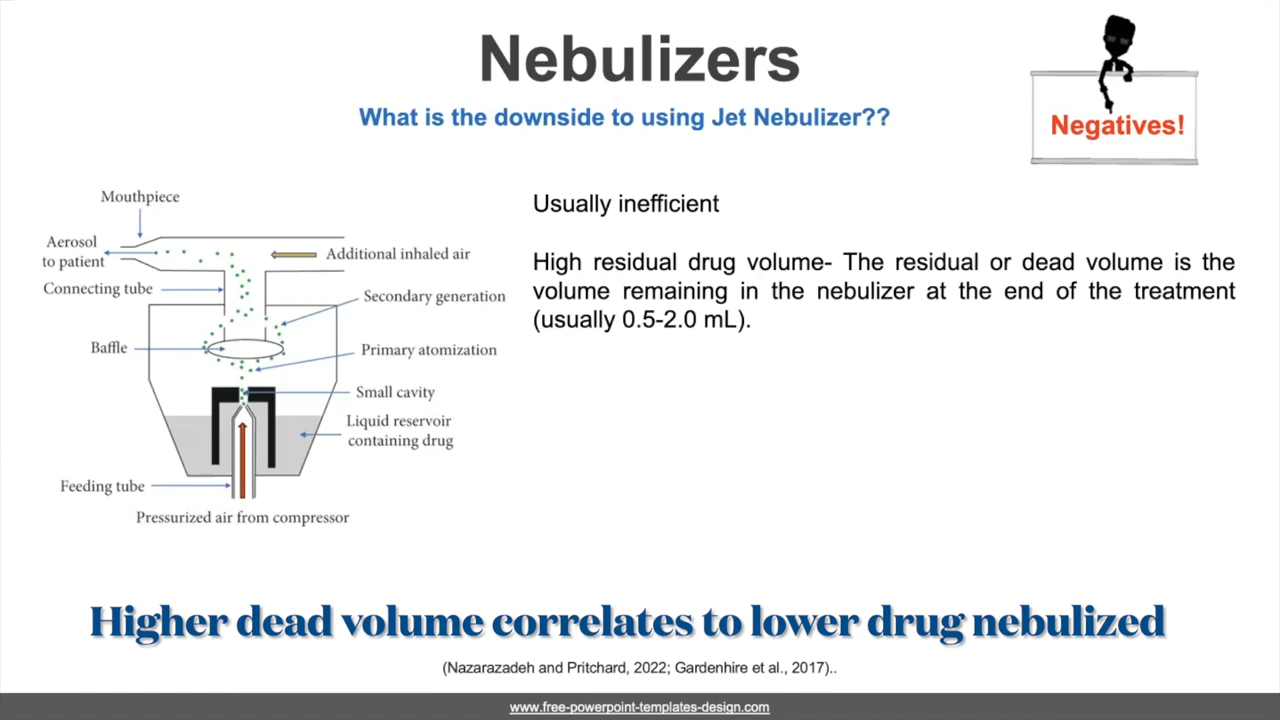 Nebulizers
What is the downside to using Jet Nebulizer??
Negatives!
Mouthpiece
Aerosol
to patient
Additional inhaled air
Connecting tube
Secondary generation
Baffle
Primary atomization
Small cavity
Liquid reservoir
containing drug
Feeding tube
Pressurized air from compressor
Usually inefficient
High residual drug volume- The residual or dead volume is the
volume remaining in the nebulizer at the end of the treatment
(usually 0.5-2.0 mL).
Higher dead volume correlates to lower drug nebulized
(Nazarazadeh and Pritchard, 2022; Gardenhire et al., 2017)..
www.free-powerpoint-templates-design.com